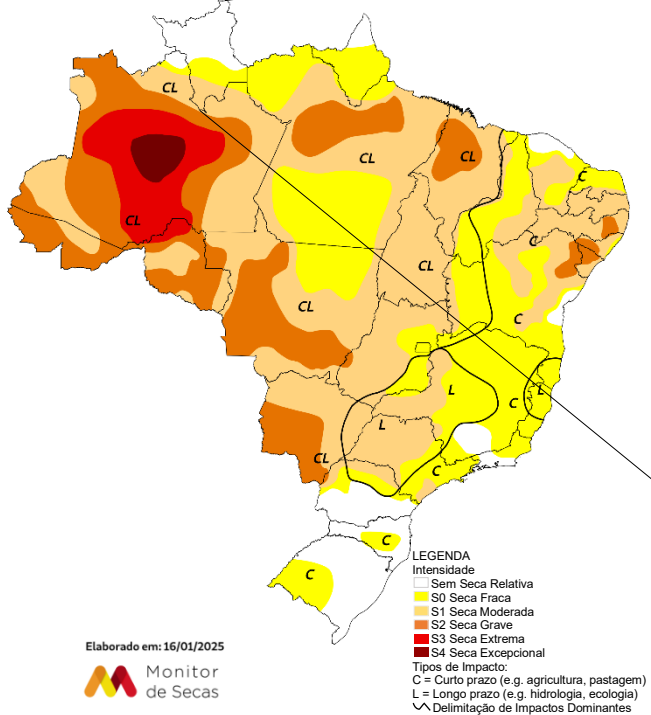 CL
CL
CL
C
CL
C
CL
CL
C
L
L
C
L
CL
C
C
C
LEGENDA
Intensidade
Sem Seca Relativa
S0 Seca Fraca
S1 Seca Moderada
S2 Seca Grave
S3 Seca Extrema
S4 Seca Excepcional
Tipos de Impacto:
C = Curto prazo (e.g. agricultura, pastagem)
L = Longo prazo (e.g. hidrologia, ecologia)
Delimitação de Impactos Dominantes
Elaborado em: 16/01/2025
Monitor
de Secas